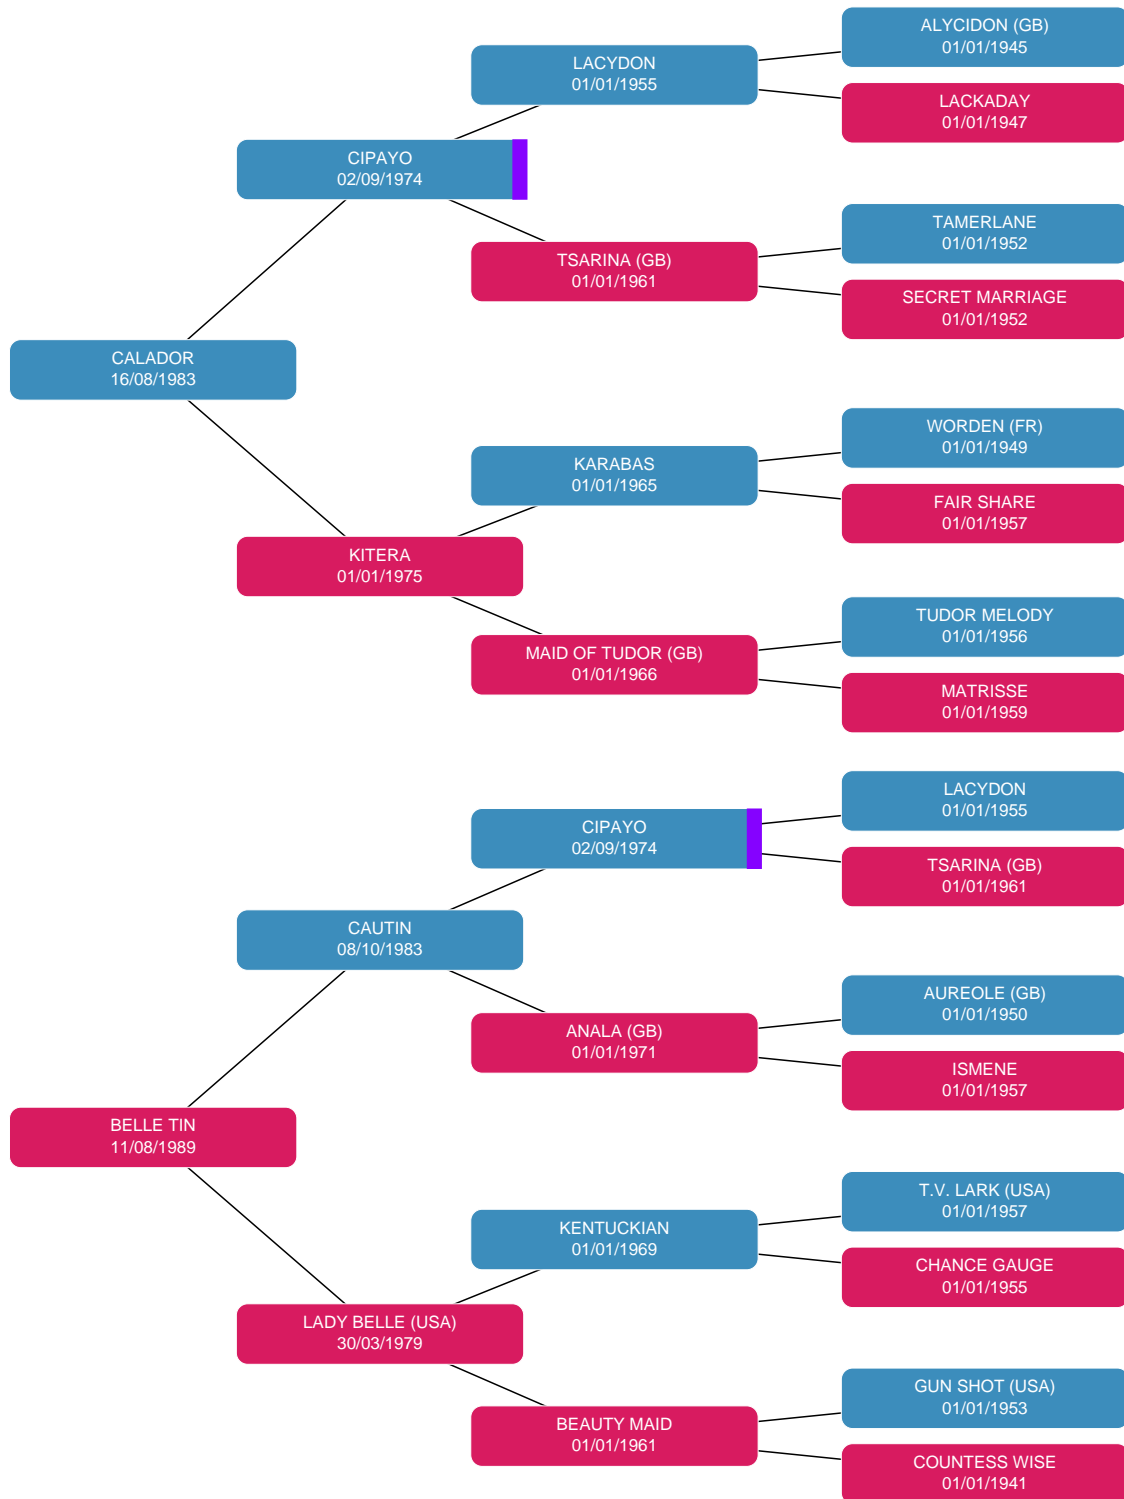 ALYCIDON (GB)
01/01/1945
LACYDON
01/01/1955
LACKADAY
01/01/1947
CIPAYO
02/09/1974
TAMERLANE
01/01/1952
TSARINA (GB)
01/01/1961
SECRET MARRIAGE
01/01/1952
CALADOR
16/08/1983
WORDEN (FR)
01/01/1949
KARABAS
01/01/1965
FAIR SHARE
01/01/1957
KITERA
01/01/1975
TUDOR MELODY
01/01/1956
MAID OF TUDOR (GB)
01/01/1966
MATRISSE
01/01/1959
LACYDON
01/01/1955
CIPAYO
02/09/1974
TSARINA (GB)
01/01/1961
CAUTIN
08/10/1983
AUREOLE (GB)
01/01/1950
ANALA (GB)
01/01/1971
ISMENE
01/01/1957
BELLE TIN
11/08/1989
T.V. LARK (USA)
01/01/1957
KENTUCKIAN
01/01/1969
CHANCE GAUGE
01/01/1955
LADY BELLE (USA)
30/03/1979
GUN SHOT (USA)
01/01/1953
BEAUTY MAID
01/01/1961
COUNTESS WISE
01/01/1941